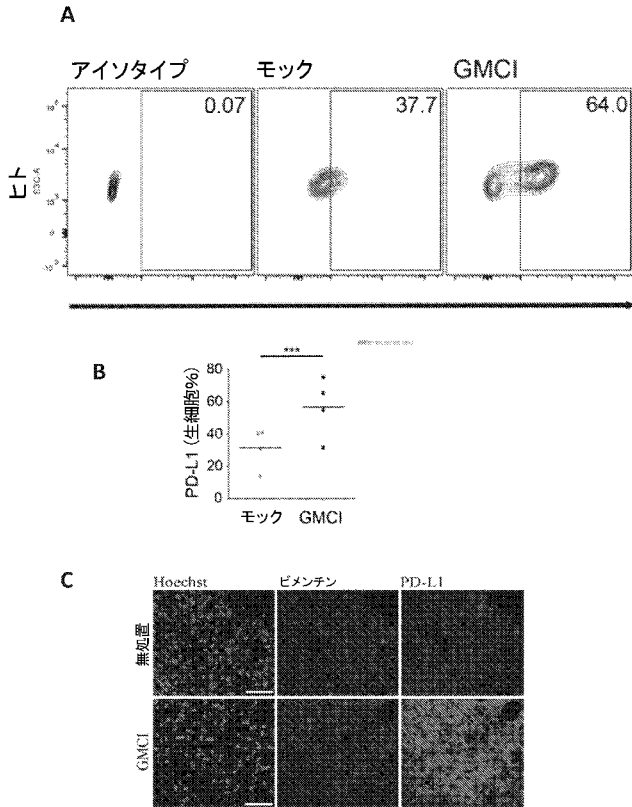 A
アイソタイプ
モック
GMCI
0.07
37.7
64.0
ヒト
B
***
80
60
40
20
0
PD-L1 (生細胞%)
モック
GMCI
C
Hoechst
ビメンチン
PD-L1
無処置
GMCI